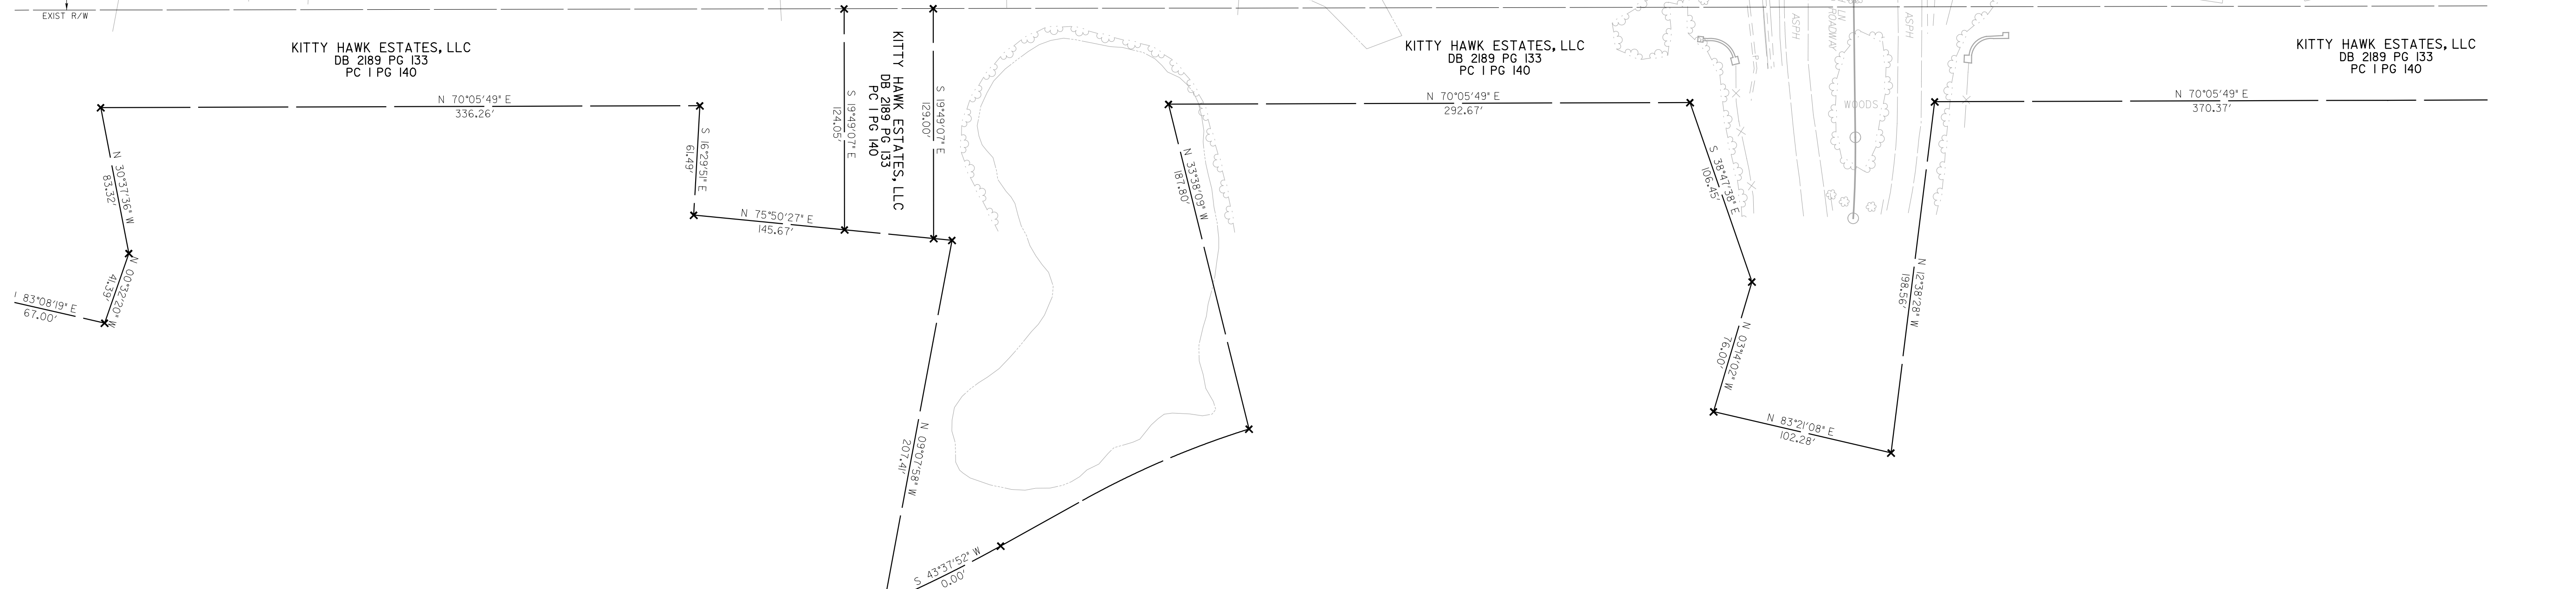 EXIST R/W
KITTY HAWK ESTATES, LLC
DB 2189 PG 133
PC 1 PG 140
N 70°05'49" E
336.26'
N 30°37'36" W
83.32'
N 00°32'20" W
41.39'
83°08'19" E
67.00'
S 16°29'51" E
61.49'
N 75°50'27" E
145.67'
S 19°49'07" E
124.05'
KITTY HAWK ESTATES, LLC
DB 2189 PG 133
PC 1 PG 140
S 19°49'07" E
129.00'
N 09°07'58" W
207.41'
S 43°37'52" W
0.00'
N 33°38'09" W
187.80'
KITTY HAWK ESTATES, LLC
DB 2189 PG 133
PC 1 PG 140
N 70°05'49" E
292.67'
S 38°47'38" E
106.45'
N 03°14'02" W
76.00'
N 83°21'08" E
102.28'
N 12°38'28" W
198.56'
ASPH
LN
ROADWAY
ASPH
WOODS
KITTY HAWK ESTATES, LLC
DB 2189 PG 133
PC 1 PG 140
N 70°05'49" E
370.37'